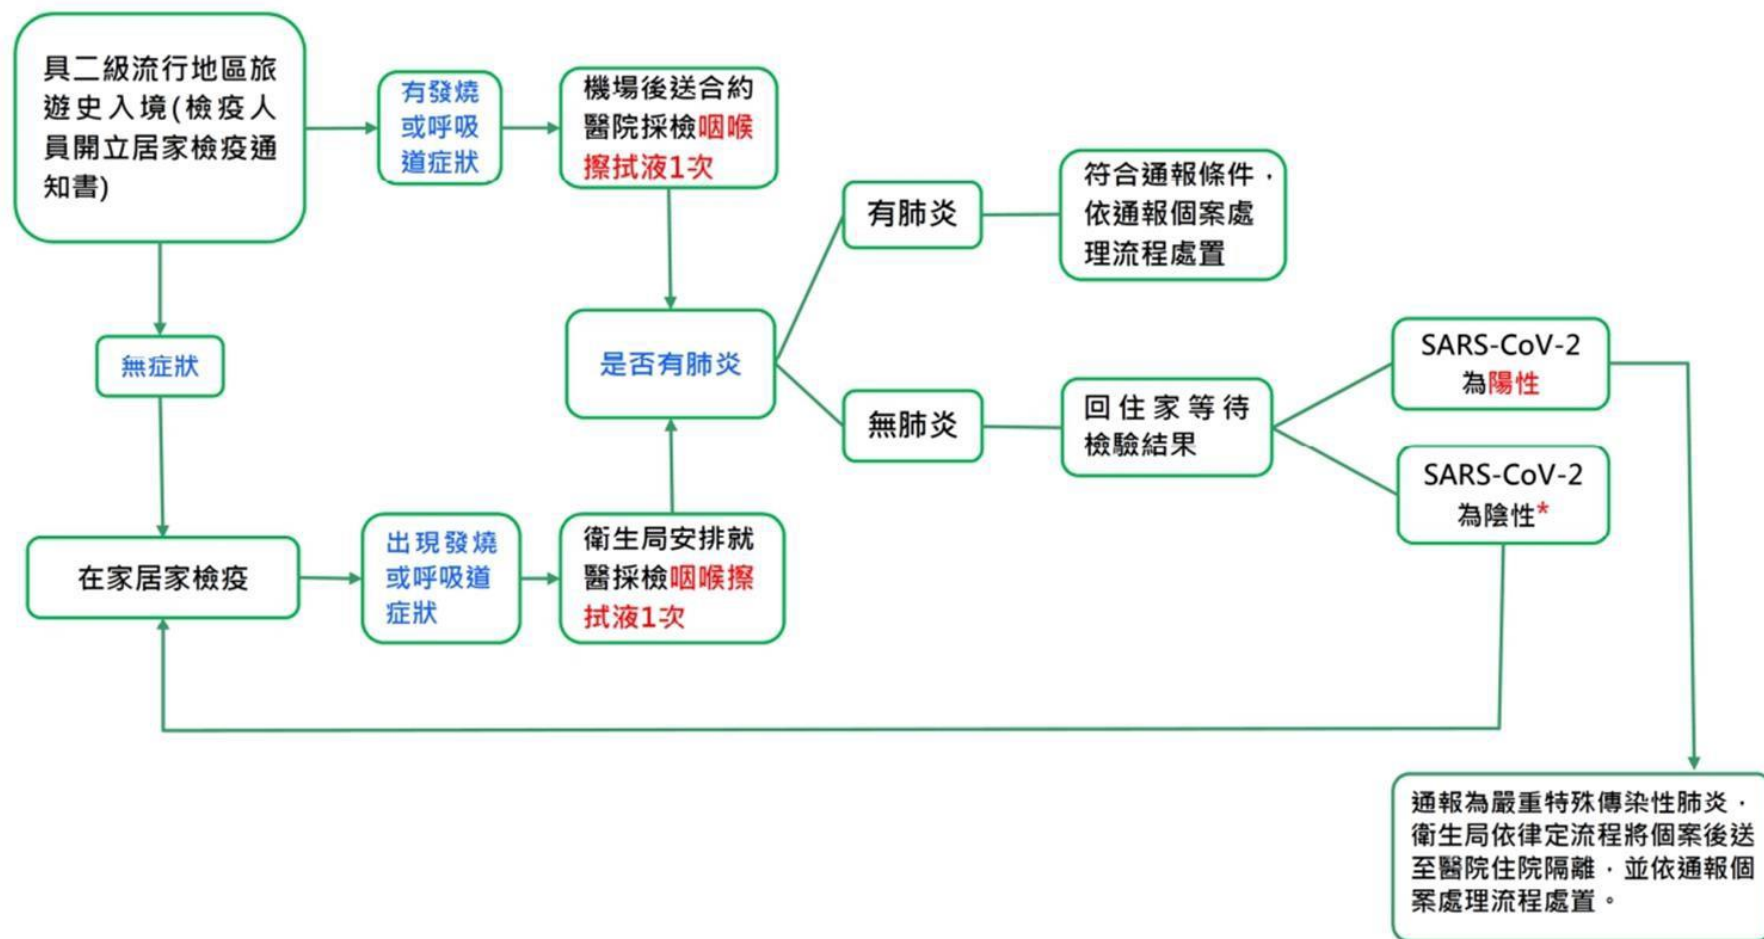 具二級流行地區旅
遊史入境(檢疫人
員開立居家檢疫通
知書)
有發燒
或呼吸
道症狀
機場後送合約
醫院採檢咽喉
擦拭液1次
有肺炎
符合通報條件，
依通報個案處
理流程處置
無症狀
是否有肺炎
無肺炎
回住家等待
檢驗結果
SARS-CoV-2
為陽性
SARS-CoV-2
為陰性*
在家居家檢疫
出現發燒
或呼吸道
症狀
衛生局安排就
醫採檢咽喉擦
拭液1次
通報為嚴重特殊傳染性肺炎，
衛生局依律定流程將個案後送
至醫院住院隔離，並依通報個
案處理流程處置。